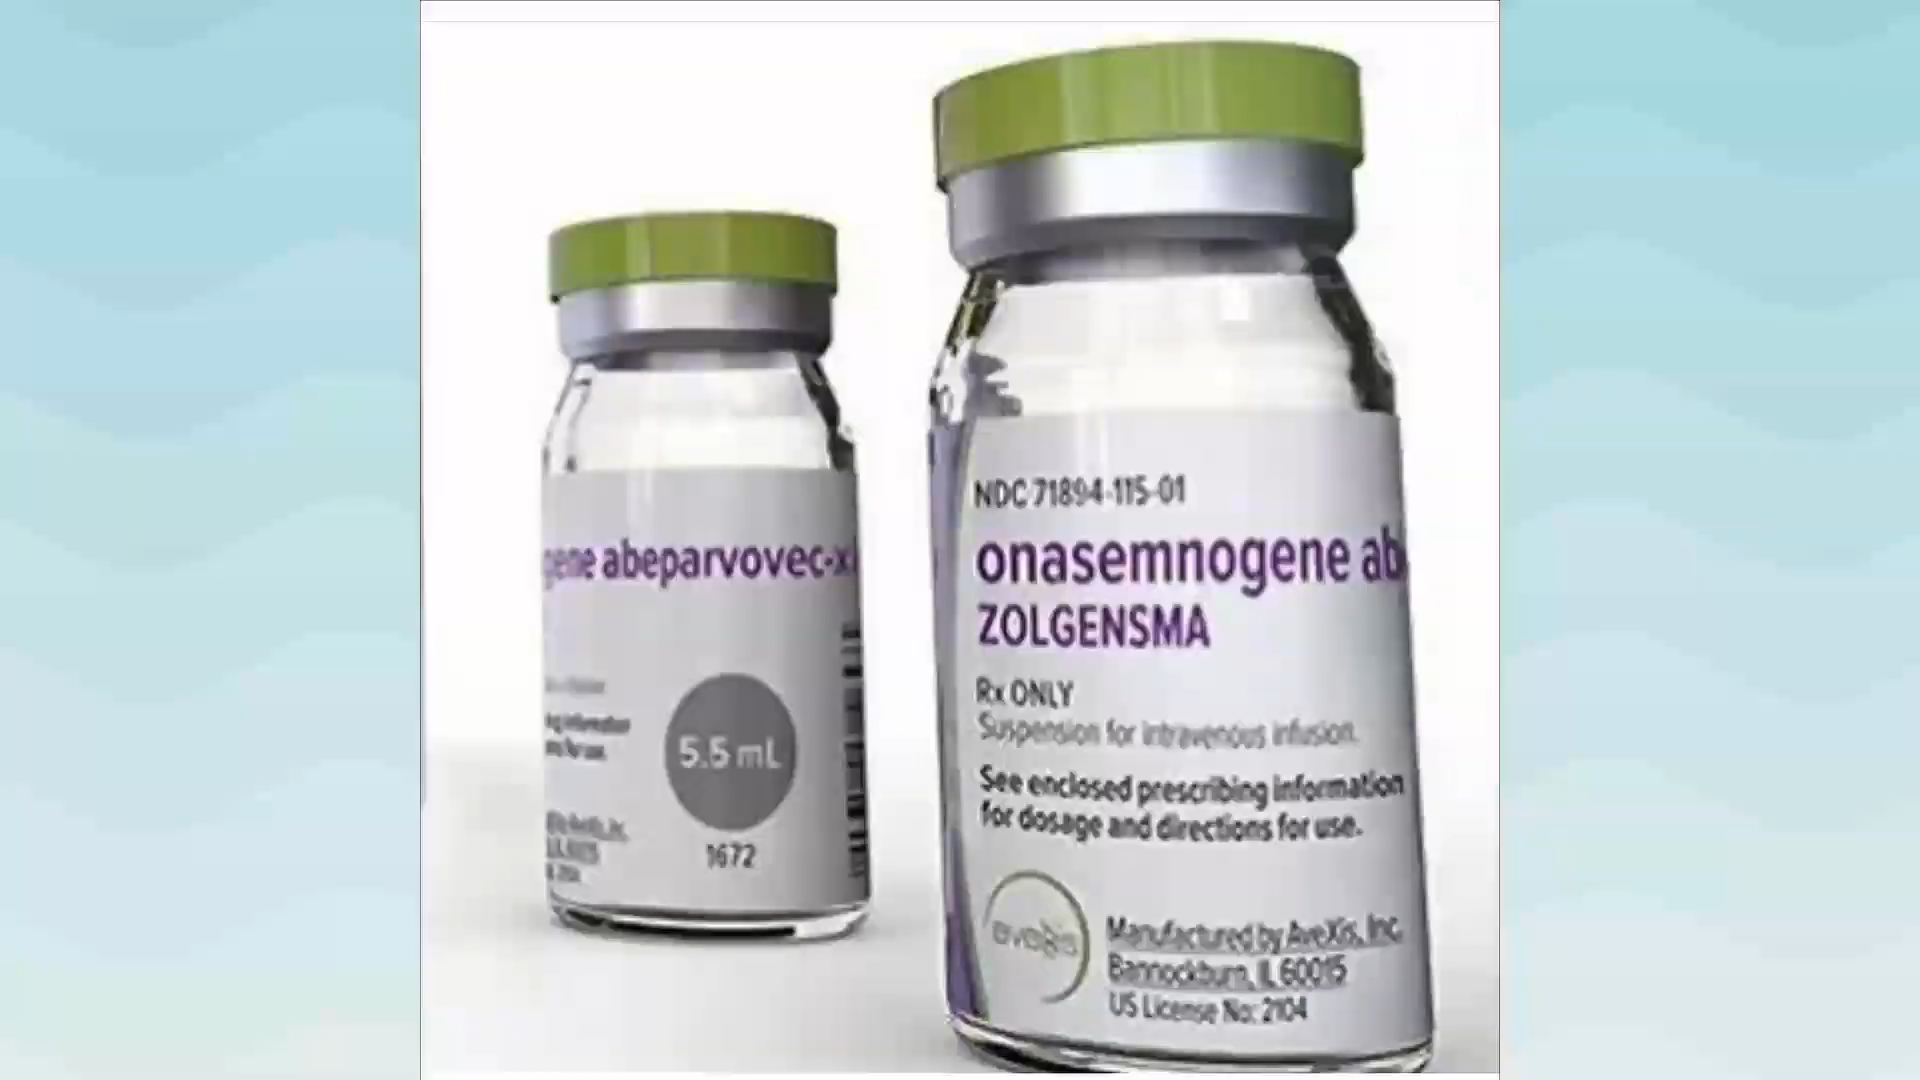 gene abeparvovec-x
5.5 mL
1672
NDC 71894-115-01
onasemnogene ab
ZOLGENSMA
Rx ONLY
Suspension for intravenous infusion.
See enclosed prescribing information
for dosage and directions for use.
avexis
Manufactured by AveXis, Inc.
Bannockburn, IL 60015
US License No: 2104